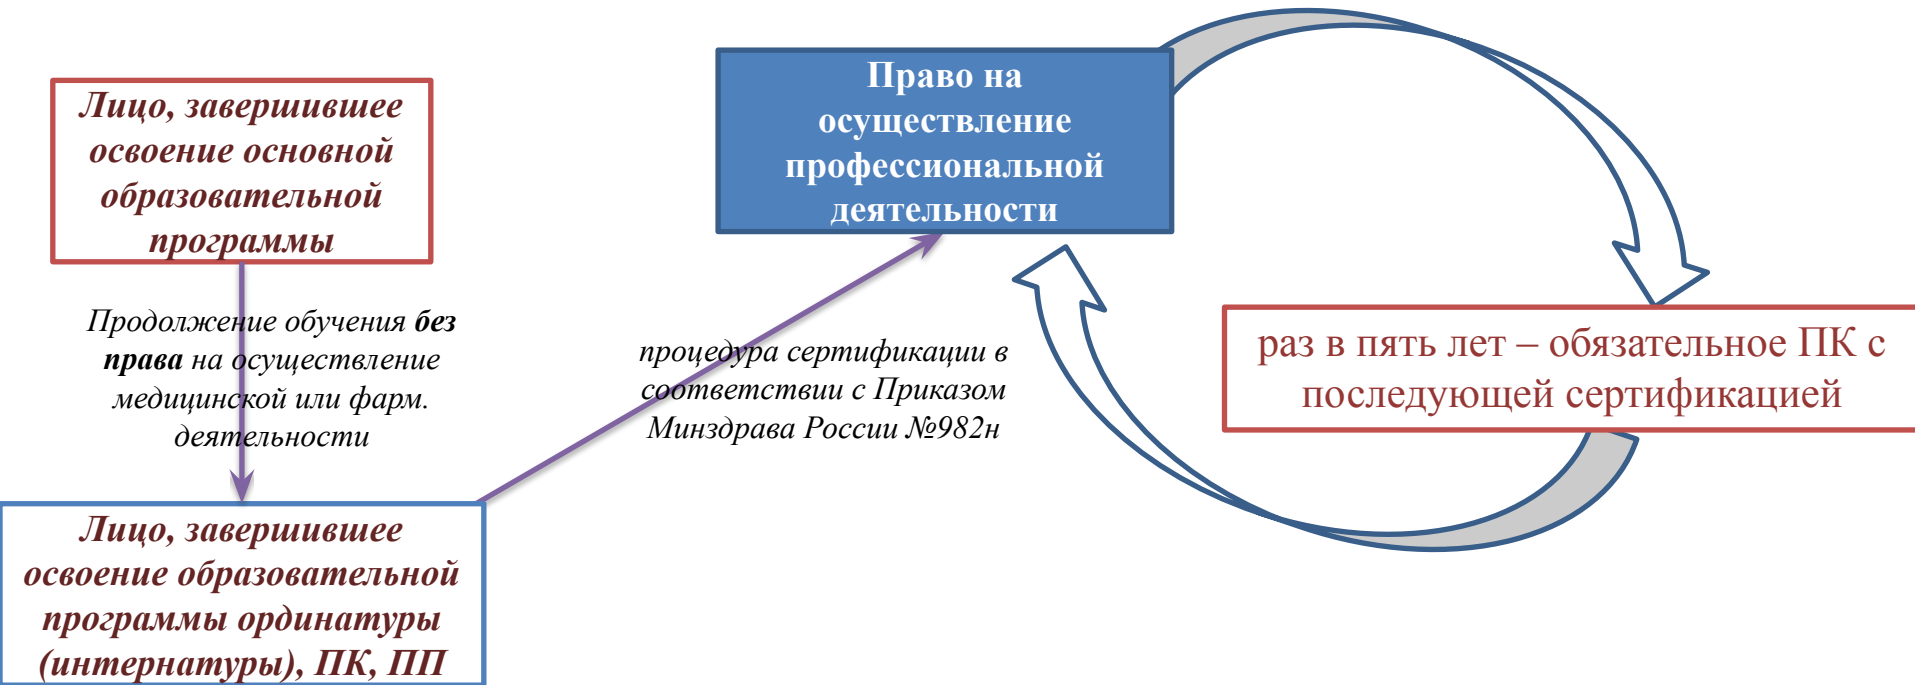 Лицо, завершившее
освоение основной
образовательной
программы
Продолжение обучения без
права на осуществление
медицинской или фарм.
деятельности
Лицо, завершившее
освоение образовательной
программы ординатуры
(интернатуры), ПК, ПП
процедура сертификации в
соответствии с Приказом
Минздрава России №982н
Право на
осуществление
профессиональной
деятельности
раз в пять лет – обязательное ПК с
последующей сертификацией